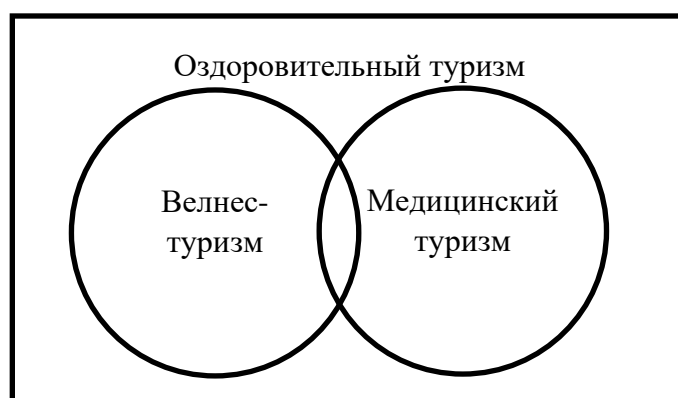 Оздоровительный туризм
Велнес-
туризм
Медицинский
туризм